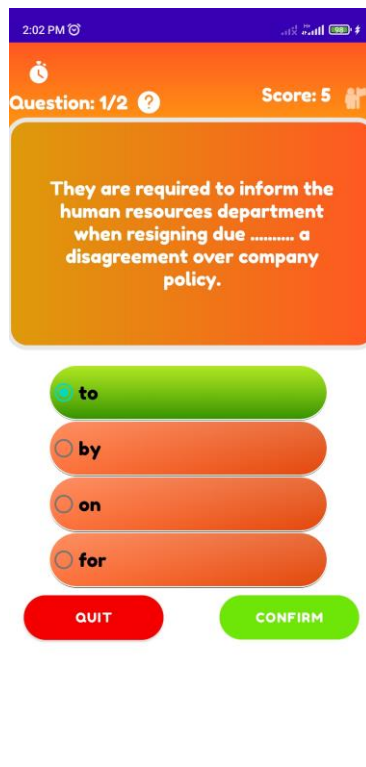 2:02 PM
98
Question: 1/2 ?
Score: 5
They are required to inform the
human resources department
when resigning due .......... a
disagreement over company
policy.
to
by
on
for
QUIT
CONFIRM